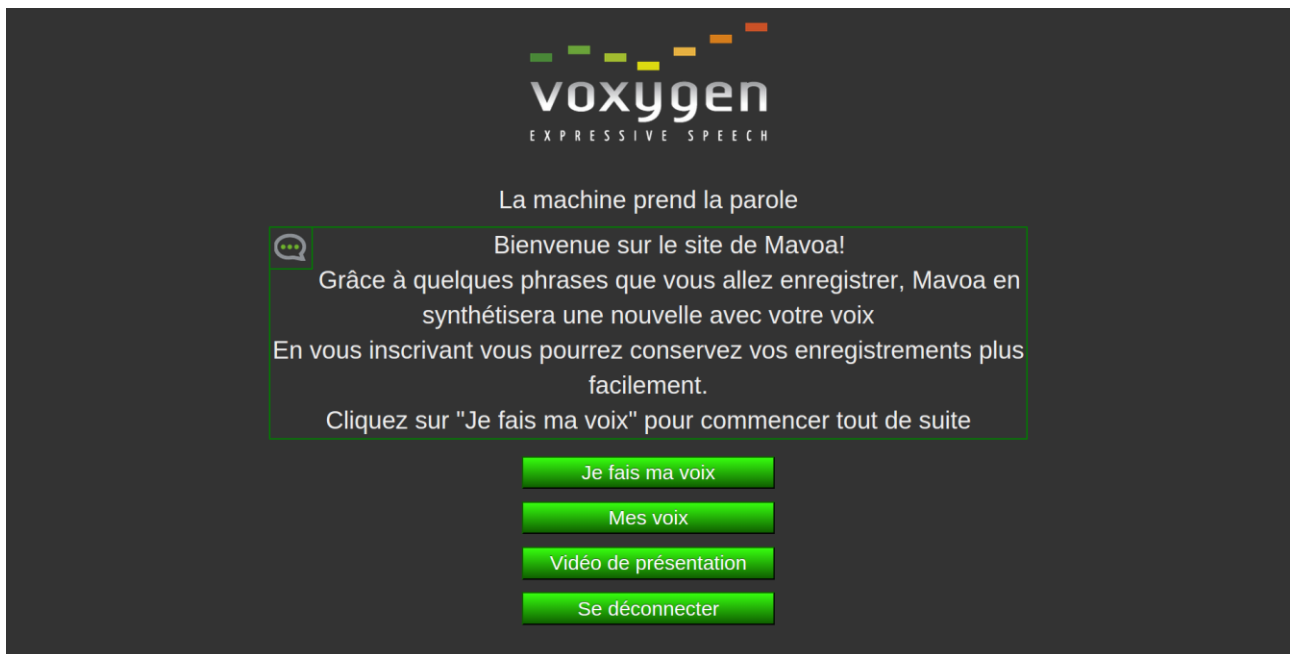 voxygen
EXPRESSIVE SPEECH
La machine prend la parole
Bienvenue sur le site de Mavoa!
Grâce à quelques phrases que vous allez enregistrer, Mavoa en
synthétisera une nouvelle avec votre voix
En vous inscrivant vous pourrez conservez vos enregistrements plus
facilement.
Cliquez sur "Je fais ma voix" pour commencer tout de suite
Je fais ma voix
Mes voix
Vidéo de présentation
Se déconnecter